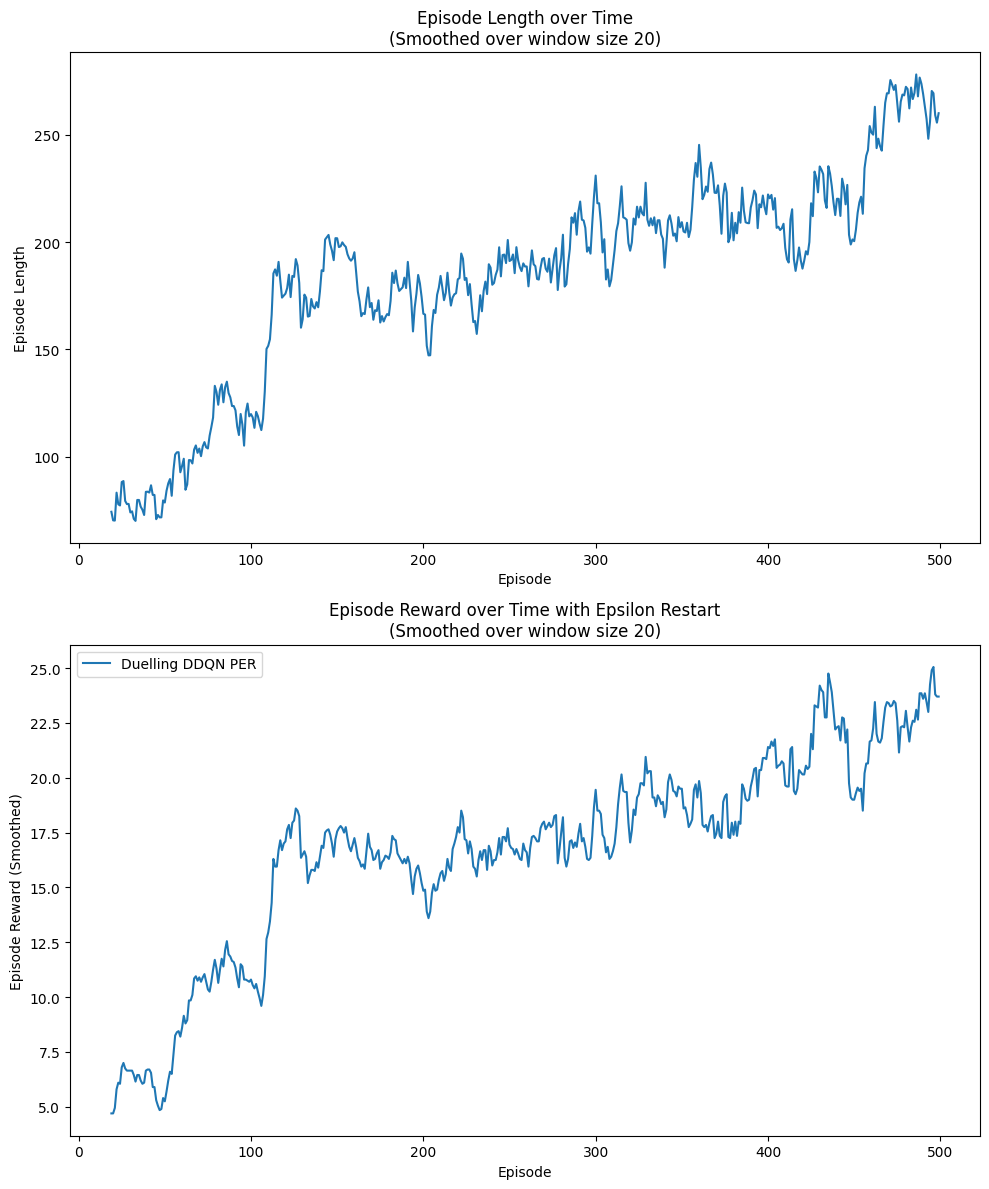 Episode Length over Time
(Smoothed over window size 20)
Episode Length
250
200
150
100
0 100 200 300 400 500
Episode
Episode Reward over Time with Epsilon Restart
(Smoothed over window size 20)
Duelling DDQN PER
Episode Reward (Smoothed)
25.0
22.5
20.0
17.5
15.0
12.5
10.0
7.5
5.0
0 100 200 300 400 500
Episode